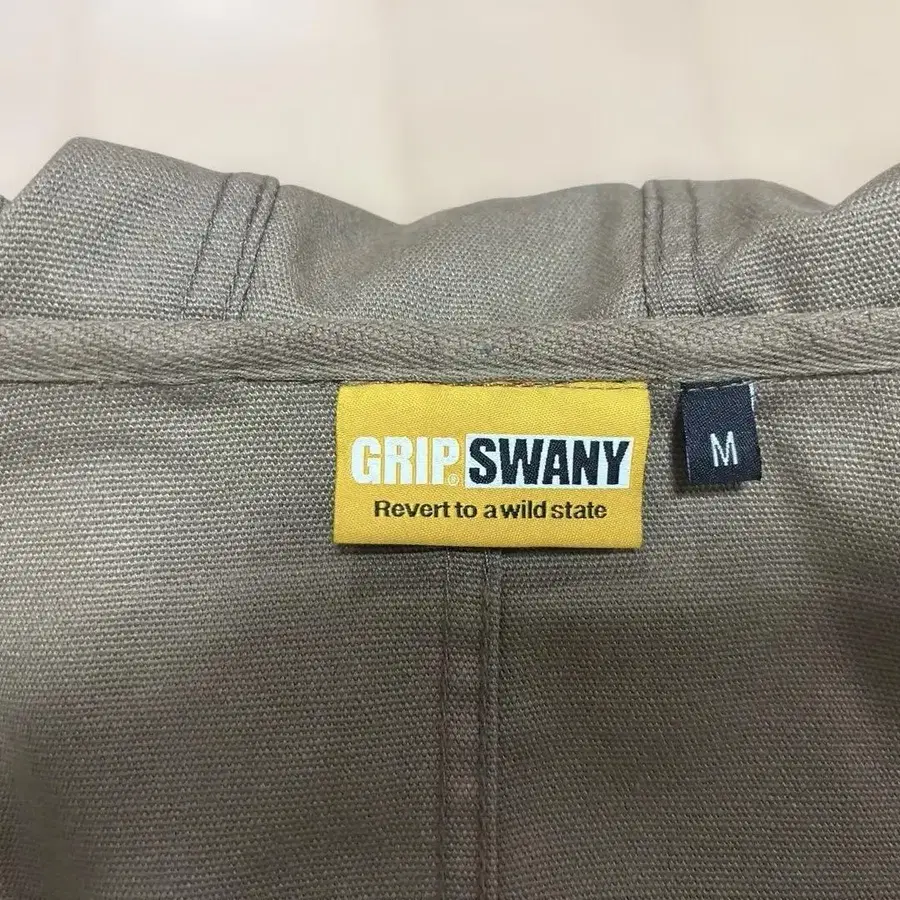 GRIP® SWANY
Revert to a wild state
M